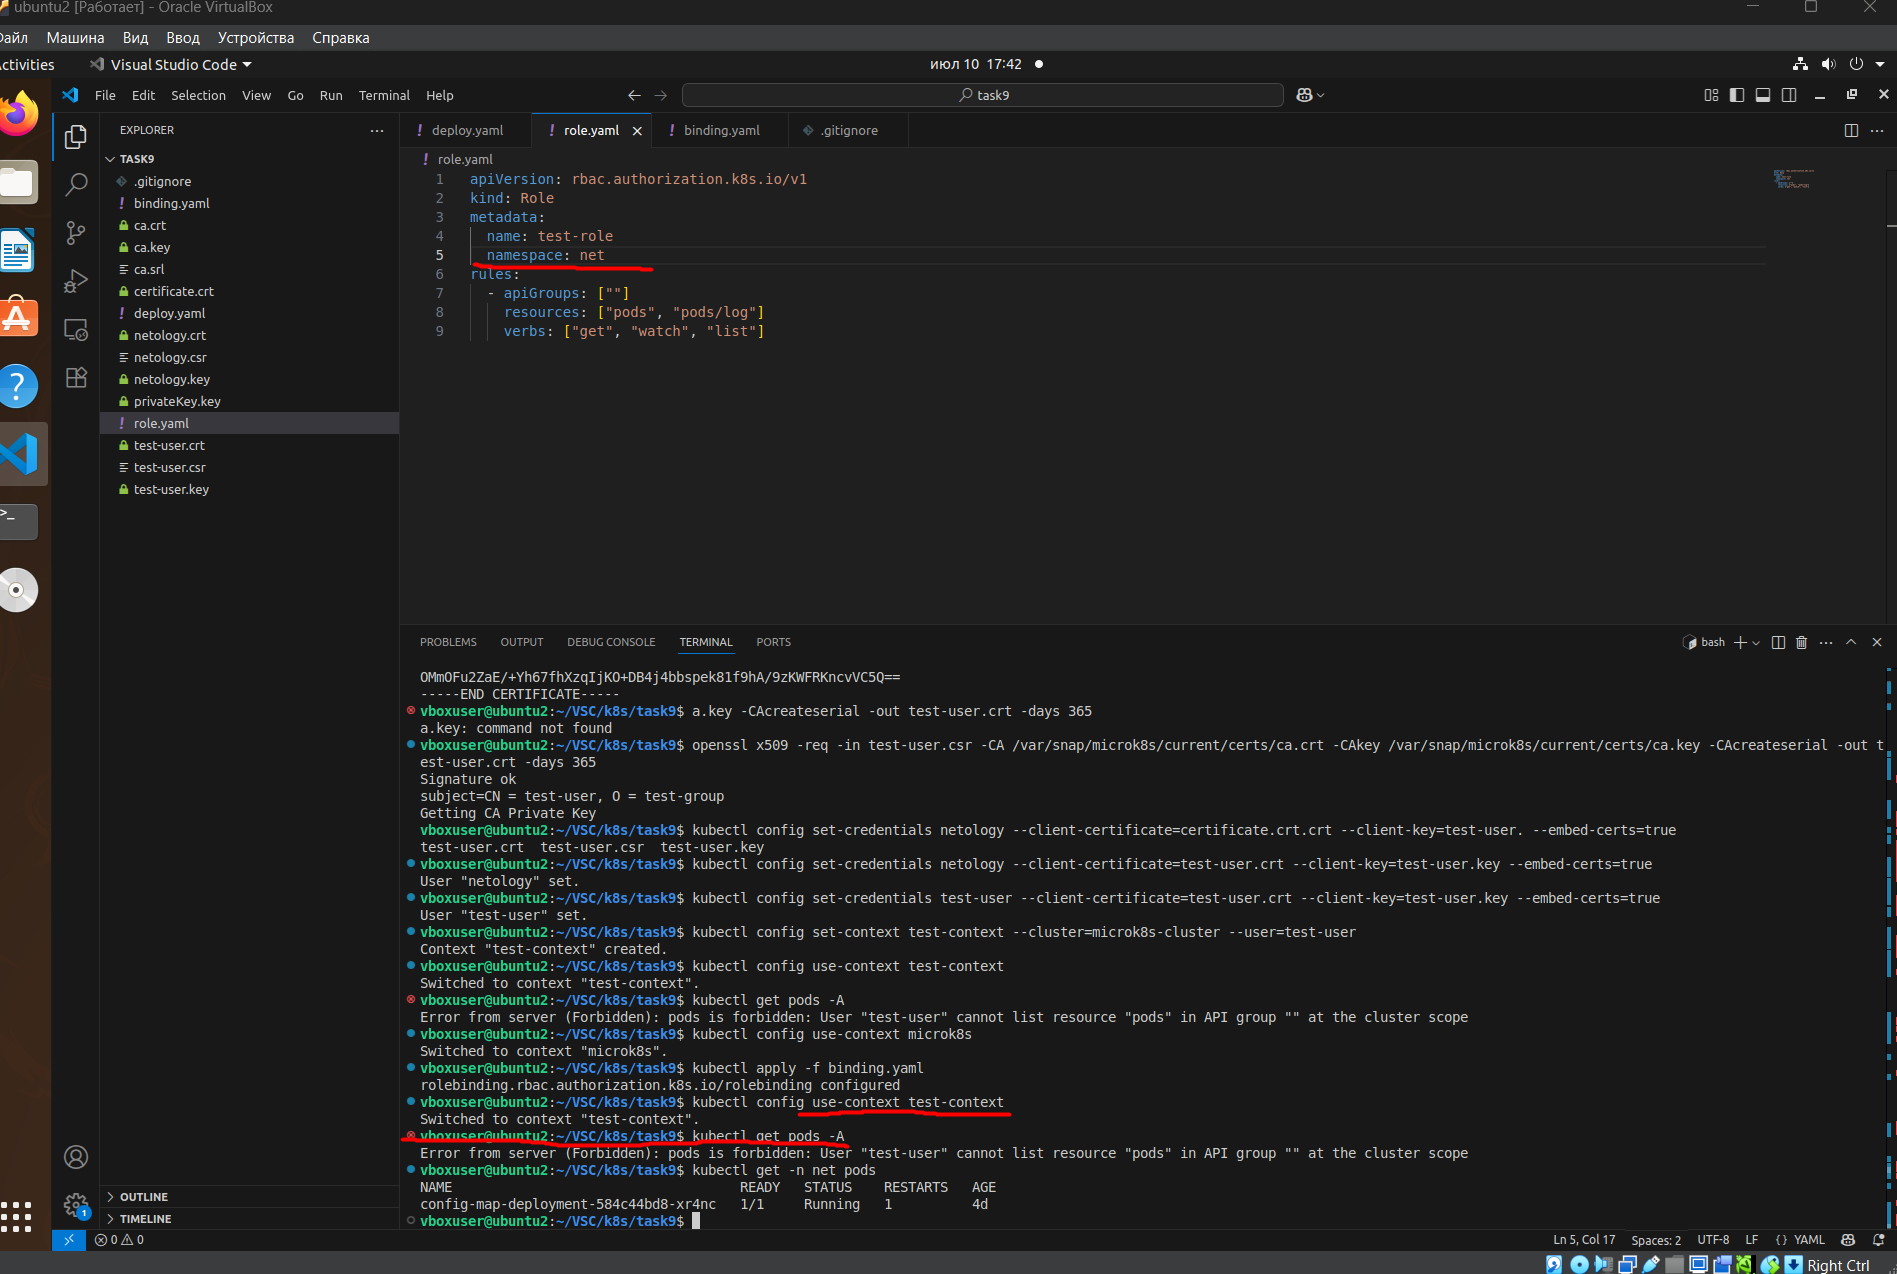 ubuntu2 [Работает] - Oracle VirtualBox
Файл Машина Вид Ввод Устройства Справка
Activities Visual Studio Code июл 10 17:42
File Edit Selection View Go Run Terminal Help task9
EXPLORER
TASK9
.gitignore
binding.yaml
ca.crt
ca.key
ca.srl
certificate.crt
deploy.yaml
netology.crt
netology.csr
netology.key
privateKey.key
role.yaml
test-user.crt
test-user.csr
test-user.key
OUTLINE
TIMELINE
! deploy.yaml ! role.yaml ! binding.yaml .gitignore
! role.yaml
1 apiVersion: rbac.authorization.k8s.io/v1
2 kind: Role
3 metadata:
4 name: test-role
5 namespace: net
6 rules:
7 - apiGroups: [""]
8 resources: ["pods", "pods/log"]
9 verbs: ["get", "watch", "list"]
PROBLEMS OUTPUT DEBUG CONSOLE TERMINAL PORTS
bash
OMmOFu2ZaE/+Yh67fhXzqIjKO+DB4j4bbspek81f9hA/9zKWFRKncvVC5Q==
-----END CERTIFICATE-----
vboxuser@ubuntu2:~/VSC/k8s/task9$ a.key -CAcreateserial -out test-user.crt -days 365
a.key: command not found
vboxuser@ubuntu2:~/VSC/k8s/task9$ openssl x509 -req -in test-user.csr -CA /var/snap/microk8s/current/certs/ca.crt -CAkey /var/snap/microk8s/current/certs/ca.key -CAcreateserial -out t
est-user.crt -days 365
Signature ok
subject=CN = test-user, O = test-group
Getting CA Private Key
vboxuser@ubuntu2:~/VSC/k8s/task9$ kubectl config set-credentials netology --client-certificate=certificate.crt.crt --client-key=test-user. --embed-certs=true
test-user.crt test-user.csr test-user.key
vboxuser@ubuntu2:~/VSC/k8s/task9$ kubectl config set-credentials netology --client-certificate=test-user.crt --client-key=test-user.key --embed-certs=true
User "netology" set.
vboxuser@ubuntu2:~/VSC/k8s/task9$ kubectl config set-credentials test-user --client-certificate=test-user.crt --client-key=test-user.key --embed-certs=true
User "test-user" set.
vboxuser@ubuntu2:~/VSC/k8s/task9$ kubectl config set-context test-context --cluster=microk8s-cluster --user=test-user
Context "test-context" created.
vboxuser@ubuntu2:~/VSC/k8s/task9$ kubectl config use-context test-context
Switched to context "test-context".
vboxuser@ubuntu2:~/VSC/k8s/task9$ kubectl get pods -A
Error from server (Forbidden): pods is forbidden: User "test-user" cannot list resource "pods" in API group "" at the cluster scope
vboxuser@ubuntu2:~/VSC/k8s/task9$ kubectl config use-context microk8s
Switched to context "microk8s".
vboxuser@ubuntu2:~/VSC/k8s/task9$ kubectl apply -f binding.yaml
rolebinding.rbac.authorization.k8s.io/rolebinding configured
vboxuser@ubuntu2:~/VSC/k8s/task9$ kubectl config use-context test-context
Switched to context "test-context".
vboxuser@ubuntu2:~/VSC/k8s/task9$ kubectl get pods -A
Error from server (Forbidden): pods is forbidden: User "test-user" cannot list resource "pods" in API group "" at the cluster scope
vboxuser@ubuntu2:~/VSC/k8s/task9$ kubectl get -n net pods
NAME READY STATUS RESTARTS AGE
config-map-deployment-584c44bd8-xr4nc 1/1 Running 1 4d
vboxuser@ubuntu2:~/VSC/k8s/task9$
0 0 Ln 5, Col 17 Spaces: 2 UTF-8 LF {} YAML
Right Ctrl